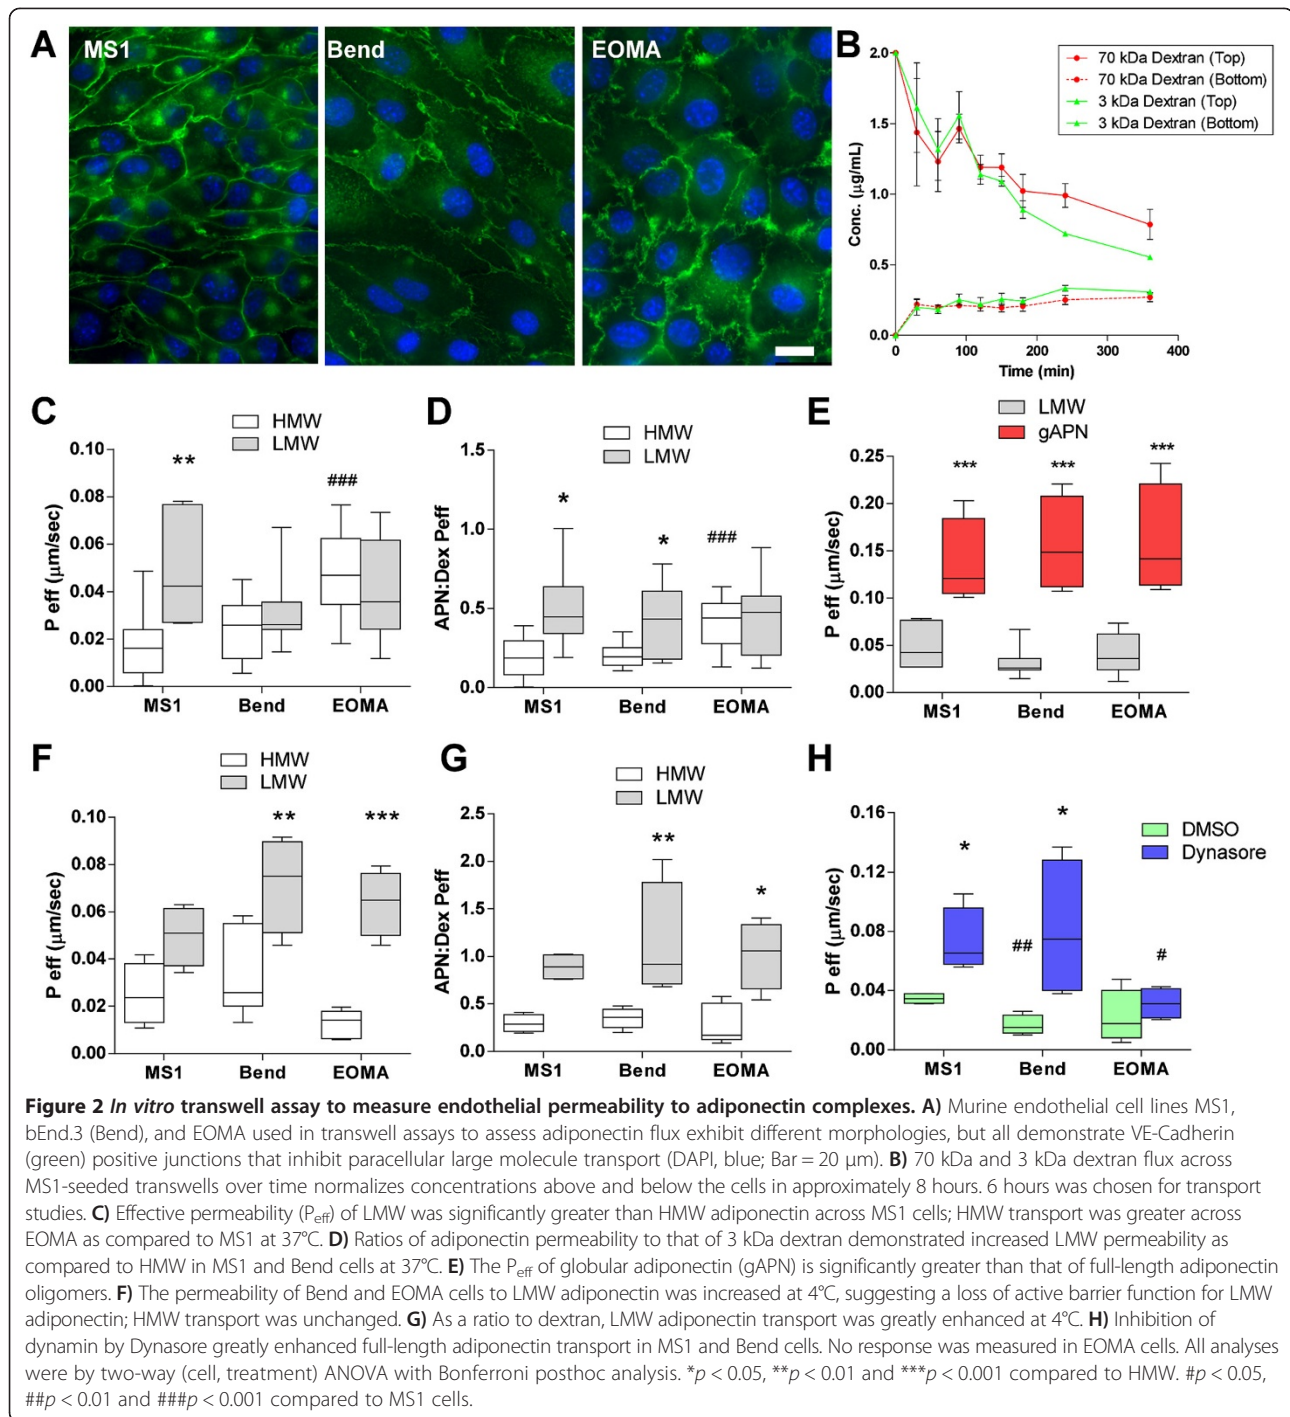 A
MS1
Bend
EOMA
B
2.0
1.5
1.0
0.5
0.0
Conc. (µg/mL)
0
100
200
300
400
Time (min)
70 kDa Dextran (Top)
70 kDa Dextran (Bottom)
3 kDa Dextran (Top)
3 kDa Dextran (Bottom)
C
HMW
LMW
P eff (µm/sec)
0.10
0.08
0.06
0.04
0.02
0.00
**
###
MS1
Bend
EOMA
D
HMW
LMW
APN:Dex Peff
1.5
1.0
0.5
0.0
*
*
###
MS1
Bend
EOMA
E
LMW
gAPN
P eff (µm/sec)
0.25
0.20
0.15
0.10
0.05
0.00
***
***
***
MS1
Bend
EOMA
F
HMW
LMW
P eff (µm/sec)
0.10
0.08
0.06
0.04
0.02
0.00
**
***
MS1
Bend
EOMA
G
HMW
LMW
APN:Dex Peff
2.5
2.0
1.5
1.0
0.5
0.0
**
*
MS1
Bend
EOMA
H
DMSO
Dynasore
P eff (µm/sec)
0.16
0.12
0.08
0.04
0.00
*
##
*
#
MS1
Bend
EOMA
Figure 2 In vitro transwell assay to measure endothelial permeability to adiponectin complexes. A) Murine endothelial cell lines MS1,
bEnd.3 (Bend), and EOMA used in transwell assays to assess adiponectin flux exhibit different morphologies, but all demonstrate VE-Cadherin
(green) positive junctions that inhibit paracellular large molecule transport (DAPI, blue; Bar = 20 µm). B) 70 kDa and 3 kDa dextran flux across
MS1-seeded transwells over time normalizes concentrations above and below the cells in approximately 8 hours. 6 hours was chosen for transport
studies. C) Effective permeability (Peff) of LMW was significantly greater than HMW adiponectin across MS1 cells; HMW transport was greater across
EOMA as compared to MS1 at 37°C. D) Ratios of adiponectin permeability to that of 3 kDa dextran demonstrated increased LMW permeability as
compared to HMW in MS1 and Bend cells at 37°C. E) The Peff of globular adiponectin (gAPN) is significantly greater than that of full-length adiponectin
oligomers. F) The permeability of Bend and EOMA cells to LMW adiponectin was increased at 4°C, suggesting a loss of active barrier function for LMW
adiponectin; HMW transport was unchanged. G) As a ratio to dextran, LMW adiponectin transport was greatly enhanced at 4°C. H) Inhibition of
dynamin by Dynasore greatly enhanced full-length adiponectin transport in MS1 and Bend cells. No response was measured in EOMA cells. All analyses
were by two-way (cell, treatment) ANOVA with Bonferroni posthoc analysis. *p < 0.05, **p < 0.01 and ***p < 0.001 compared to HMW. #p < 0.05,
##p < 0.01 and ###p < 0.001 compared to MS1 cells.